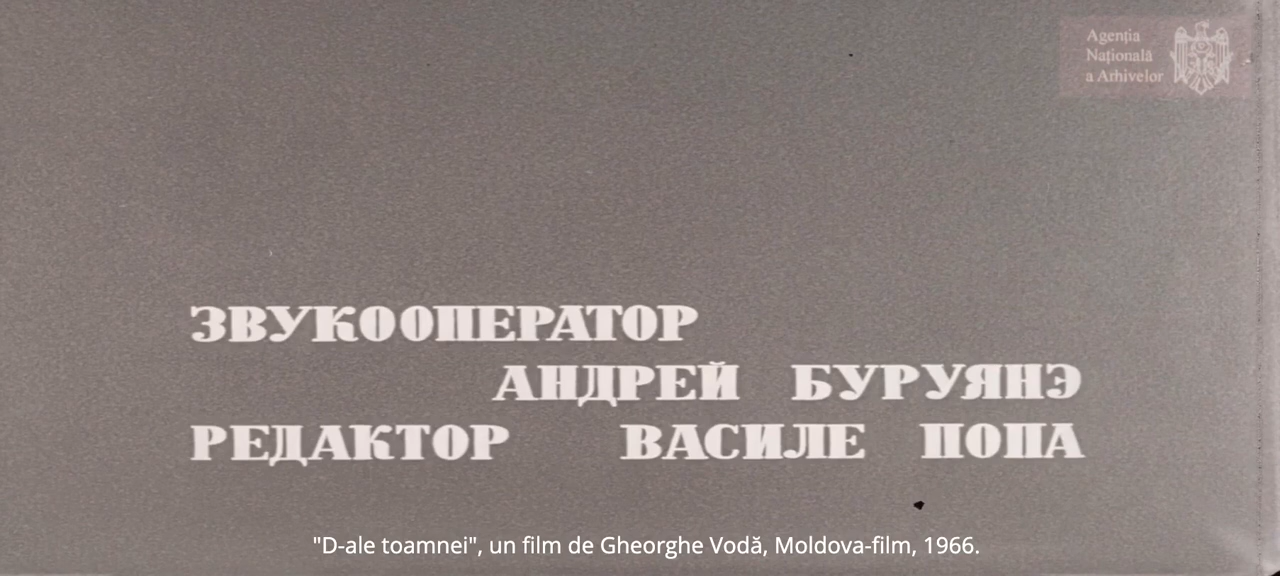 Agenția
Națională
a Arhivelor
ЗВУКООПЕРАТОР
АНДРЕЙ БУРУЯНЭ
РЕДАКТОР ВАСИЛЕ ПОПА
"D-ale toamnei", un film de Gheorghe Vodă, Moldova-film, 1966.